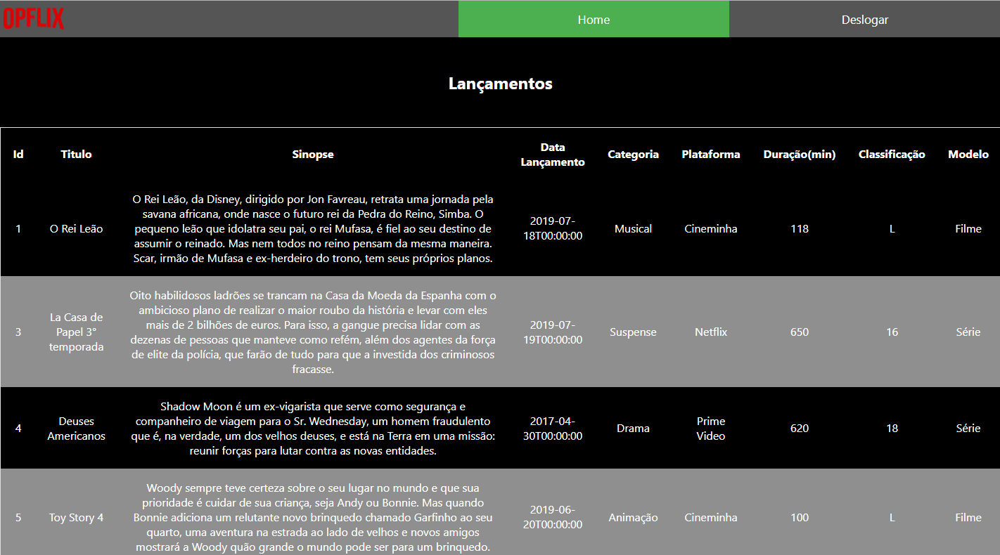 OPFLIX
Home
Deslogar
Lançamentos
Id
Titulo
Sinopse
Data
Lançamento
Categoria
Plataforma
Duração(min)
Classificação
Modelo
1
O Rei Leão
O Rei Leão, da Disney, dirigido por Jon Favreau, retrata uma jornada pela
savana africana, onde nasce o futuro rei da Pedra do Reino, Simba. O
pequeno leão que idolatra seu pai, o rei Mufasa, é fiel ao seu destino de
assumir o reinado. Mas nem todos no reino pensam da mesma maneira.
Scar, irmão de Mufasa e ex-herdeiro do trono, tem seus próprios planos.
2019-07-
18T00:00:00
Musical
Cineminha
118
L
Filme
3
La Casa de
Papel 3°
temporada
Oito habilidosos ladrões se trancam na Casa da Moeda da Espanha com o
ambicioso plano de realizar o maior roubo da história e levar com eles
mais de 2 bilhões de euros. Para isso, a gangue precisa lidar com as
dezenas de pessoas que manteve como refém, além dos agentes da força
de elite da polícia, que farão de tudo para que a investida dos criminosos
fracasse.
2019-07-
19T00:00:00
Suspense
Netflix
650
16
Série
4
Deuses
Americanos
Shadow Moon é um ex-vigarista que serve como segurança e
companheiro de viagem para o Sr. Wednesday, um homem fraudulento
que é, na verdade, um dos velhos deuses, e está na Terra em uma missão:
reunir forças para lutar contra as novas entidades.
2017-04-
30T00:00:00
Drama
Prime
Video
620
18
Série
5
Toy Story 4
Woody sempre teve certeza sobre o seu lugar no mundo e que sua
prioridade é cuidar de sua criança, seja Andy ou Bonnie. Mas quando
Bonnie adiciona um relutante novo brinquedo chamado Garfinho ao seu
quarto, uma aventura na estrada ao lado de velhos e novos amigos
mostrará a Woody quão grande o mundo pode ser para um brinquedo.
2019-06-
20T00:00:00
Animação
Cineminha
100
L
Filme